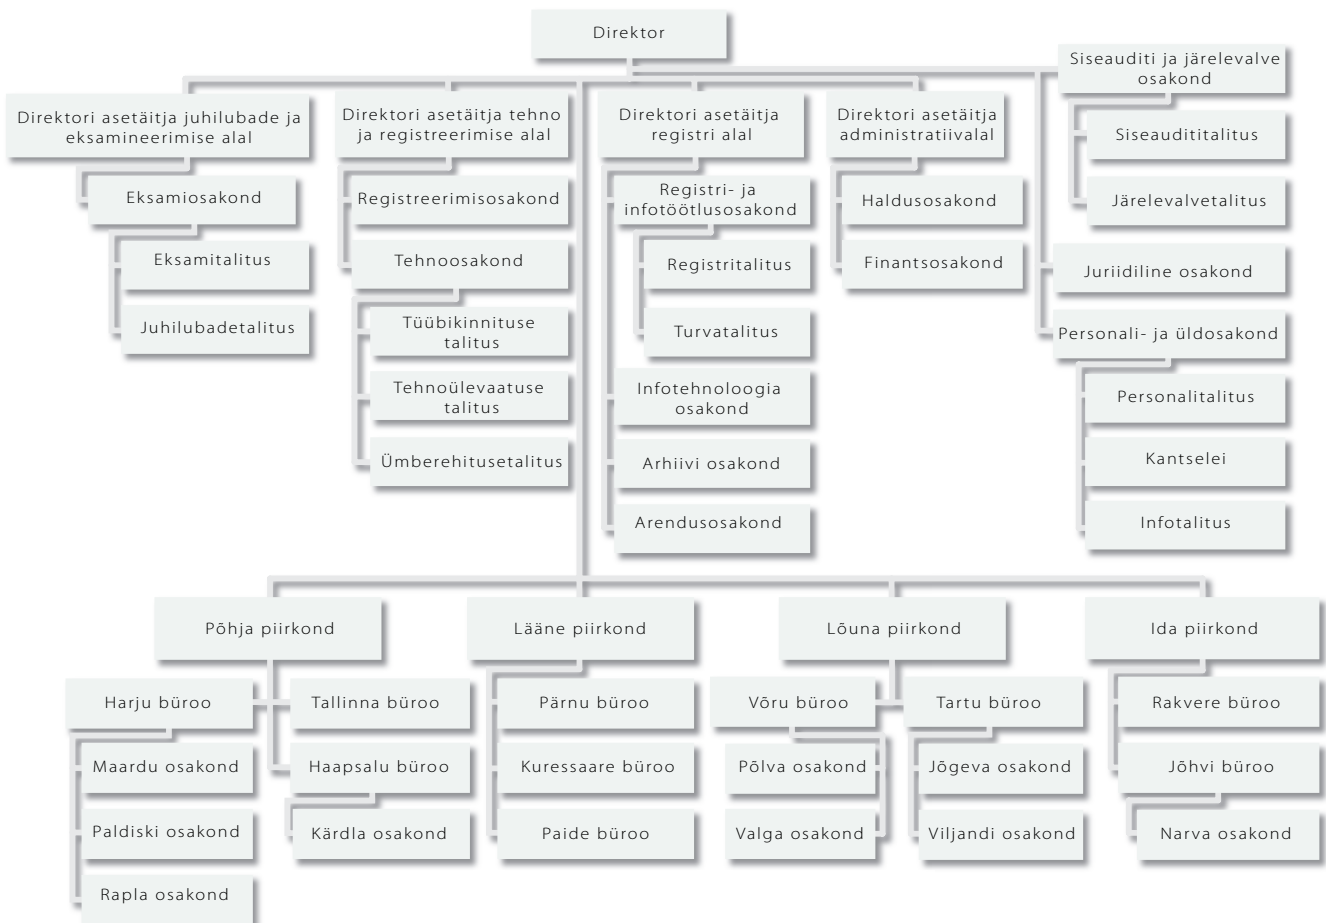 Direktor
Siseauditi ja järelevalve
osakond
Siseaudititalitus
Järelevalvetalitus
Juriidiline osakond
Personali- ja üldosakond
Personalitalitus
Kantselei
Infotalitus
Direktori asetäitja juhilubade ja
eksamineerimise alal
Eksamiosakond
Eksamitalitus
Juhilubadetalitus
Direktori asetäitja tehno
ja registreerimise alal
Registreerimisosakond
Tehnoosakond
Tüübikinnituse
talitus
Tehnoülevaatuse
talitus
Ümberehitusetalitus
Direktori asetäitja
registri alal
Registri- ja
infotöötlusosakond
Registritalitus
Turvatalitus
Infotehnoloogia
osakond
Arhiivi osakond
Arendusosakond
Direktori asetäitja
administratiivalal
Haldusosakond
Finantsosakond
Põhja piirkond
Harju büroo
Maardu osakond
Paldiski osakond
Rapla osakond
Tallinna büroo
Haapsalu büroo
Kärdla osakond
Lääne piirkond
Pärnu büroo
Kuressaare büroo
Paide büroo
Lõuna piirkond
Võru büroo
Põlva osakond
Valga osakond
Tartu büroo
Jõgeva osakond
Viljandi osakond
Ida piirkond
Rakvere büroo
Jõhvi büroo
Narva osakond